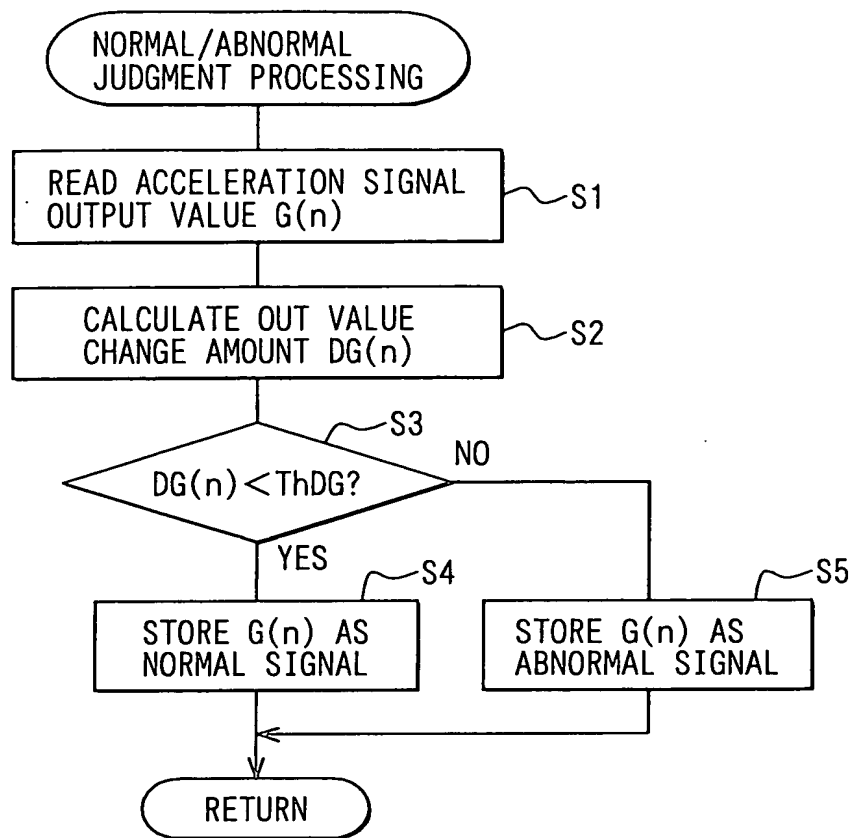 NORMAL/ABNORMAL
JUDGMENT PROCESSING
READ ACCELERATION SIGNAL
OUTPUT VALUE G(n)
S1
CALCULATE OUT VALUE
CHANGE AMOUNT DG(n)
S2
S3
DG(n)<ThDG?
NO
YES
S4
STORE G(n) AS
NORMAL SIGNAL
S5
STORE G(n) AS
ABNORMAL SIGNAL
RETURN